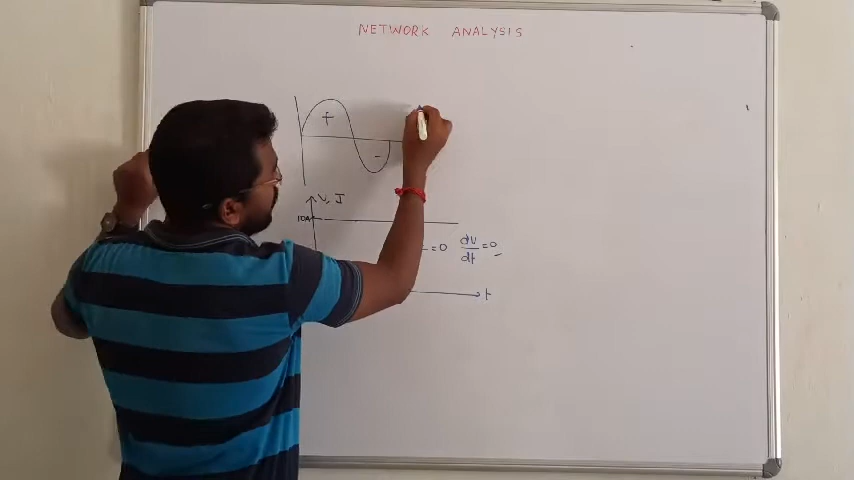 NETWORK ANALYSIS
+
-
V, I
10A
=0 dv/dt =0
t